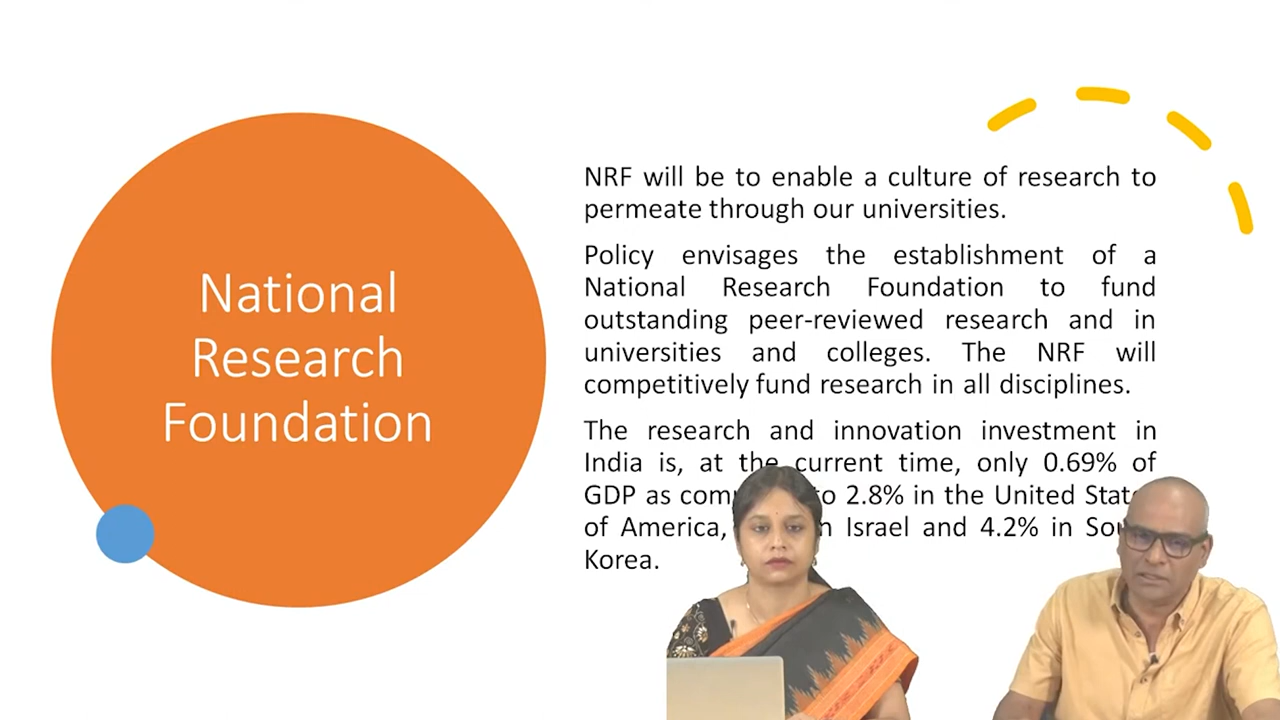 National
Research
Foundation
NRF will be to enable a culture of research to
permeate through our universities.
Policy envisages the establishment of a
National Research Foundation to fund
outstanding peer-reviewed research and in
universities and colleges. The NRF will
competitively fund research in all disciplines.
The research and innovation investment in
India is, at the current time, only 0.69% of
GDP as to 2.8% in the United
of America, Israel and 4.2% in
Korea.